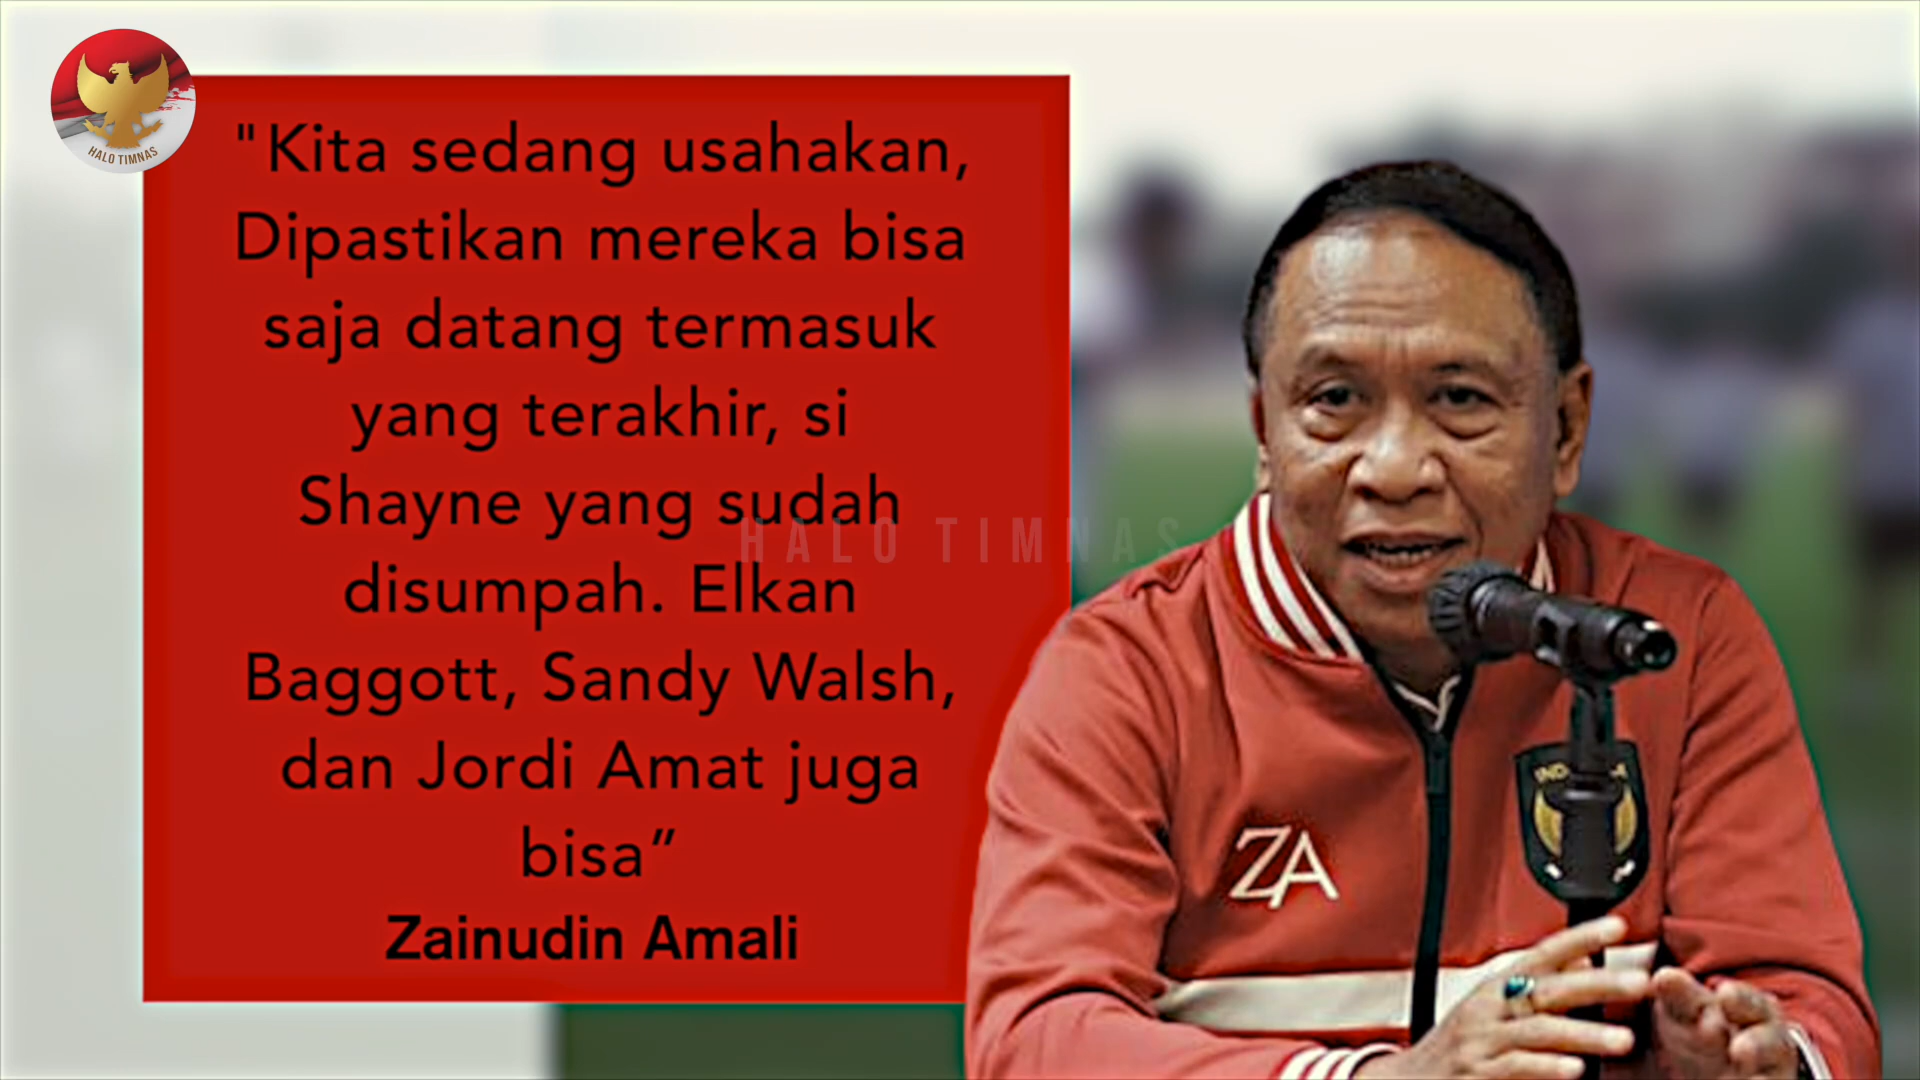 HALO TIMNAS
"Kita sedang usahakan,
Dipastikan mereka bisa
saja datang termasuk
yang terakhir, si
Shayne yang sudah
disumpah. Elkan
Baggott, Sandy Walsh,
dan Jordi Amat juga
bisa”
Zainudin Amali
HALO TIMNAS
ZA